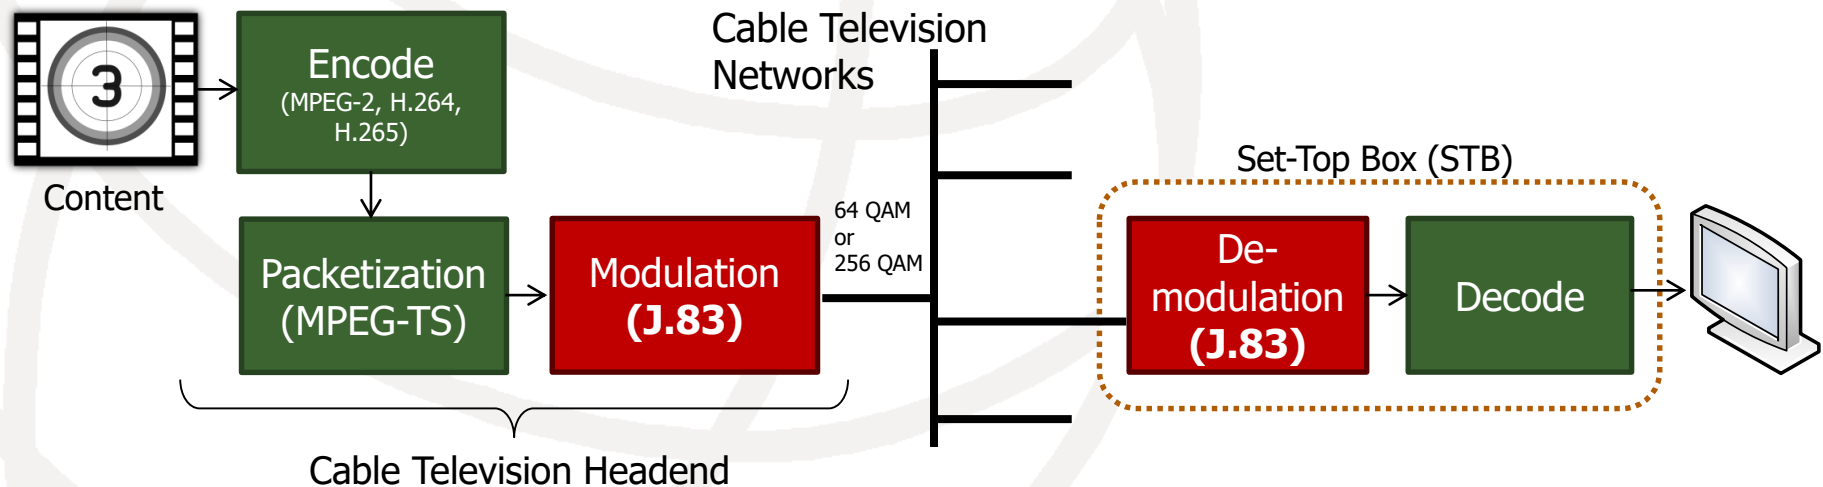 3
Content
Encode
(MPEG-2, H.264,
H.265)
Packetization
(MPEG-TS)
Modulation
(J.83)
Cable Television Headend
64 QAM
or
256 QAM
Cable Television
Networks
Set-Top Box (STB)
De-
modulation
(J.83)
Decode